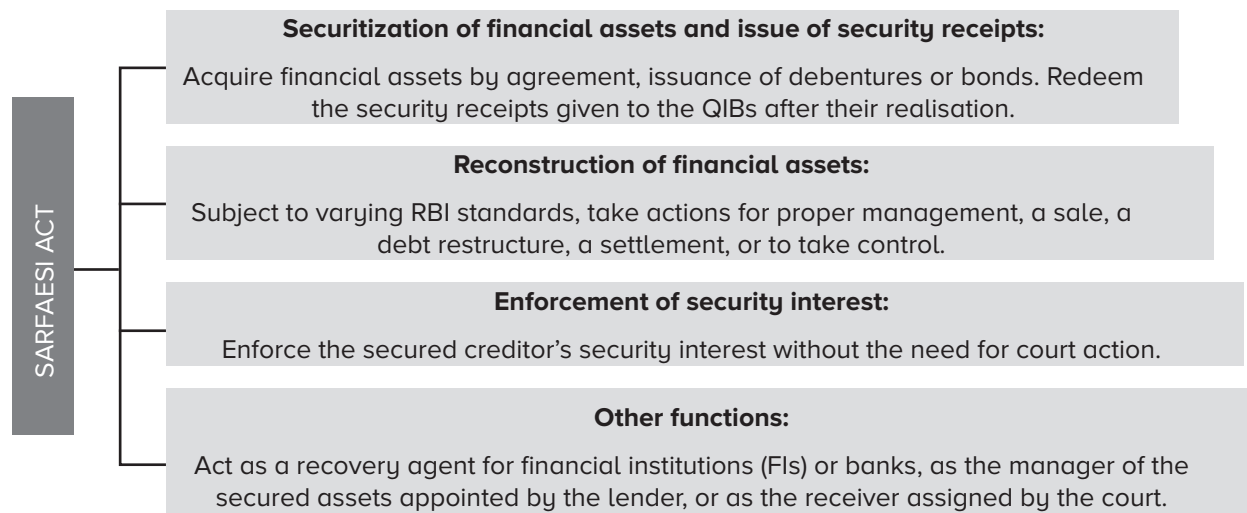 SARFAESI ACT
Securitization of financial assets and issue of security receipts:
Acquire financial assets by agreement, issuance of debentures or bonds. Redeem
the security receipts given to the QIBs after their realisation.
Reconstruction of financial assets:
Subject to varying RBI standards, take actions for proper management, a sale, a
debt restructure, a settlement, or to take control.
Enforcement of security interest:
Enforce the secured creditor’s security interest without the need for court action.
Other functions:
Act as a recovery agent for financial institutions (FIs) or banks, as the manager of the
secured assets appointed by the lender, or as the receiver assigned by the court.